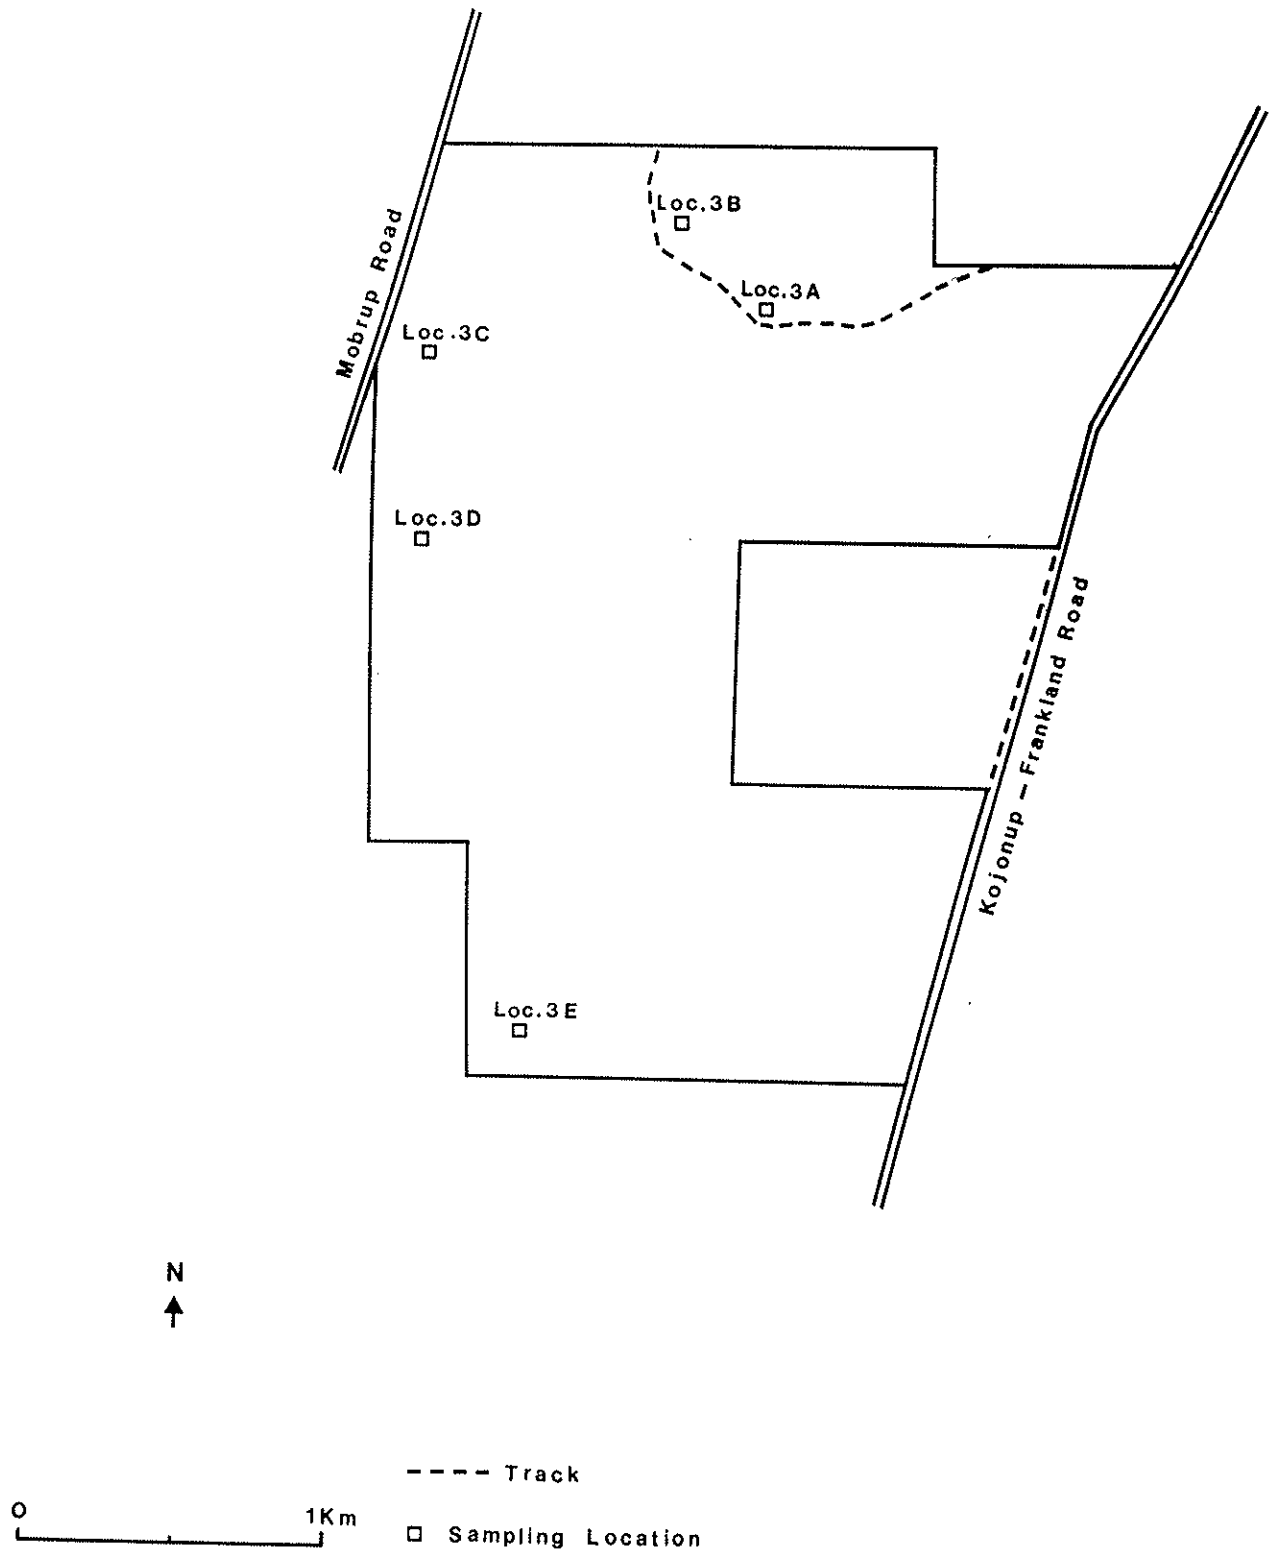 Loc.3B
Mobrup Road
Loc.3A
Loc.3C
Loc.3D
Kojonup – Frankland Road
Loc.3E
N
Track
0 1Km
Sampling Location